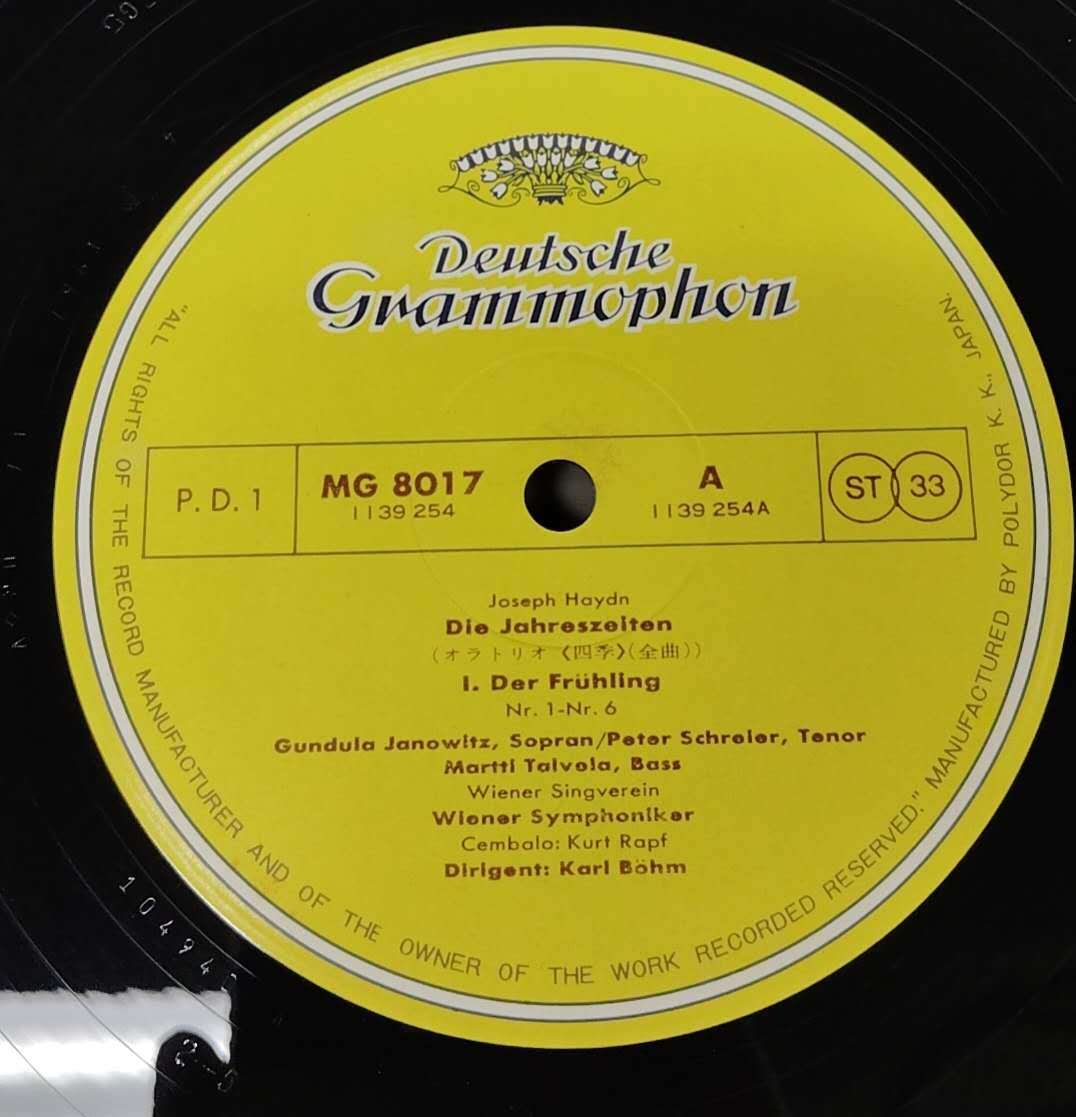 Deutsche
Grammophon
P. D. 1
MG 8017
1139 254
A
1139 254A
ST 33
Joseph Haydn
Die Jahreszeiten
(オラトリオ《四季》(全曲))
I. Der Frühling
Nr. 1-Nr. 6
Gundula Janowitz, Sopran/Peter Schreier, Tenor
Martti Talvela, Bass
Wiener Singverein
Wiener Symphoniker
Cembalo: Kurt Rapf
Dirigent: Karl Böhm
"ALL RIGHTS OF THE RECORD MANUFACTURER AND OF THE OWNER OF THE WORK RECORDED RESERVED." MANUFACTURED BY POLYDOR K. K., JAPAN.